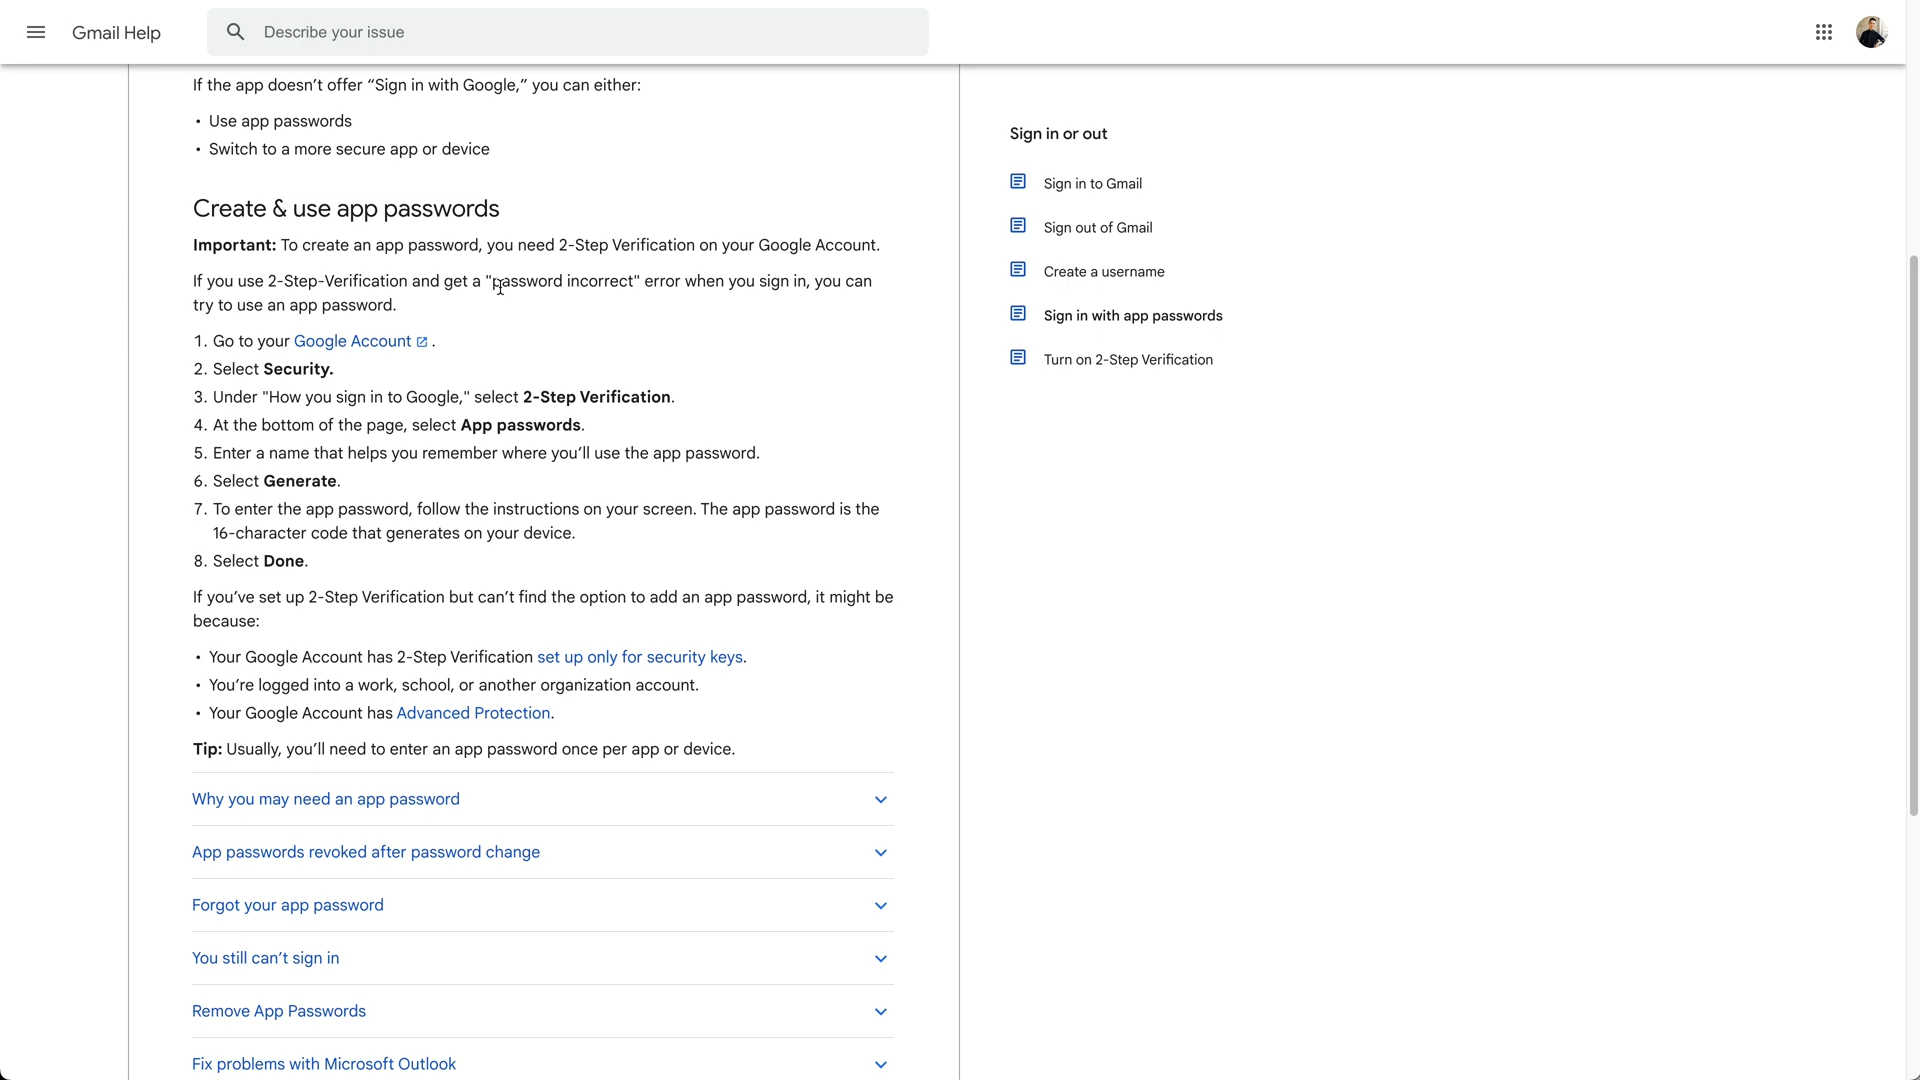 Gmail Help
Describe your issue
If the app doesn’t offer “Sign in with Google,” you can either:
• Use app passwords
• Switch to a more secure app or device
Create & use app passwords
Important: To create an app password, you need 2-Step Verification on your Google Account.
If you use 2-Step-Verification and get a "password incorrect" error when you sign in, you can
try to use an app password.
1. Go to your Google Account .
2. Select Security.
3. Under "How you sign in to Google," select 2-Step Verification.
4. At the bottom of the page, select App passwords.
5. Enter a name that helps you remember where you’ll use the app password.
6. Select Generate.
7. To enter the app password, follow the instructions on your screen. The app password is the
16-character code that generates on your device.
8. Select Done.
If you’ve set up 2-Step Verification but can’t find the option to add an app password, it might be
because:
• Your Google Account has 2-Step Verification set up only for security keys.
• You’re logged into a work, school, or another organization account.
• Your Google Account has Advanced Protection.
Tip: Usually, you’ll need to enter an app password once per app or device.
Why you may need an app password
App passwords revoked after password change
Forgot your app password
You still can’t sign in
Remove App Passwords
Fix problems with Microsoft Outlook
Sign in or out
Sign in to Gmail
Sign out of Gmail
Create a username
Sign in with app passwords
Turn on 2-Step Verification